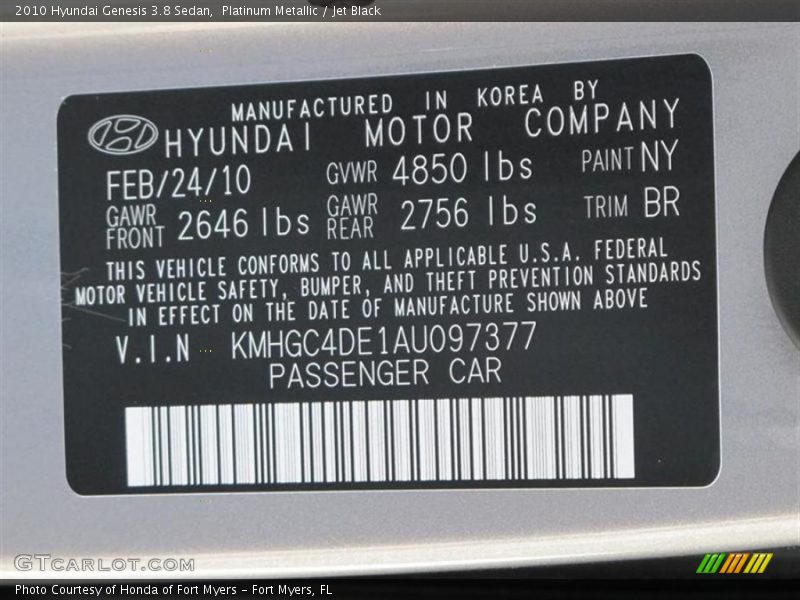 2010 Hyundai Genesis 3.8 Sedan,  Platinum Metallic / Jet Black
MANUFACTURED IN KOREA BY
HYUNDAI MOTOR COMPANY
FEB/24/10 GVWR 4850 lbs PAINT NY
GAWR FRONT 2646 lbs GAWR REAR 2756 lbs TRIM BR
THIS VEHICLE CONFORMS TO ALL APPLICABLE U.S.A. FEDERAL
MOTOR VEHICLE SAFETY, BUMPER, AND THEFT PREVENTION STANDARDS
IN EFFECT ON THE DATE OF MANUFACTURE SHOWN ABOVE
V.I.N KMHGC4DE1AU097377
PASSENGER CAR
GTCARLOT.COM
Photo Courtesy of Honda of Fort Myers – Fort Myers, FL